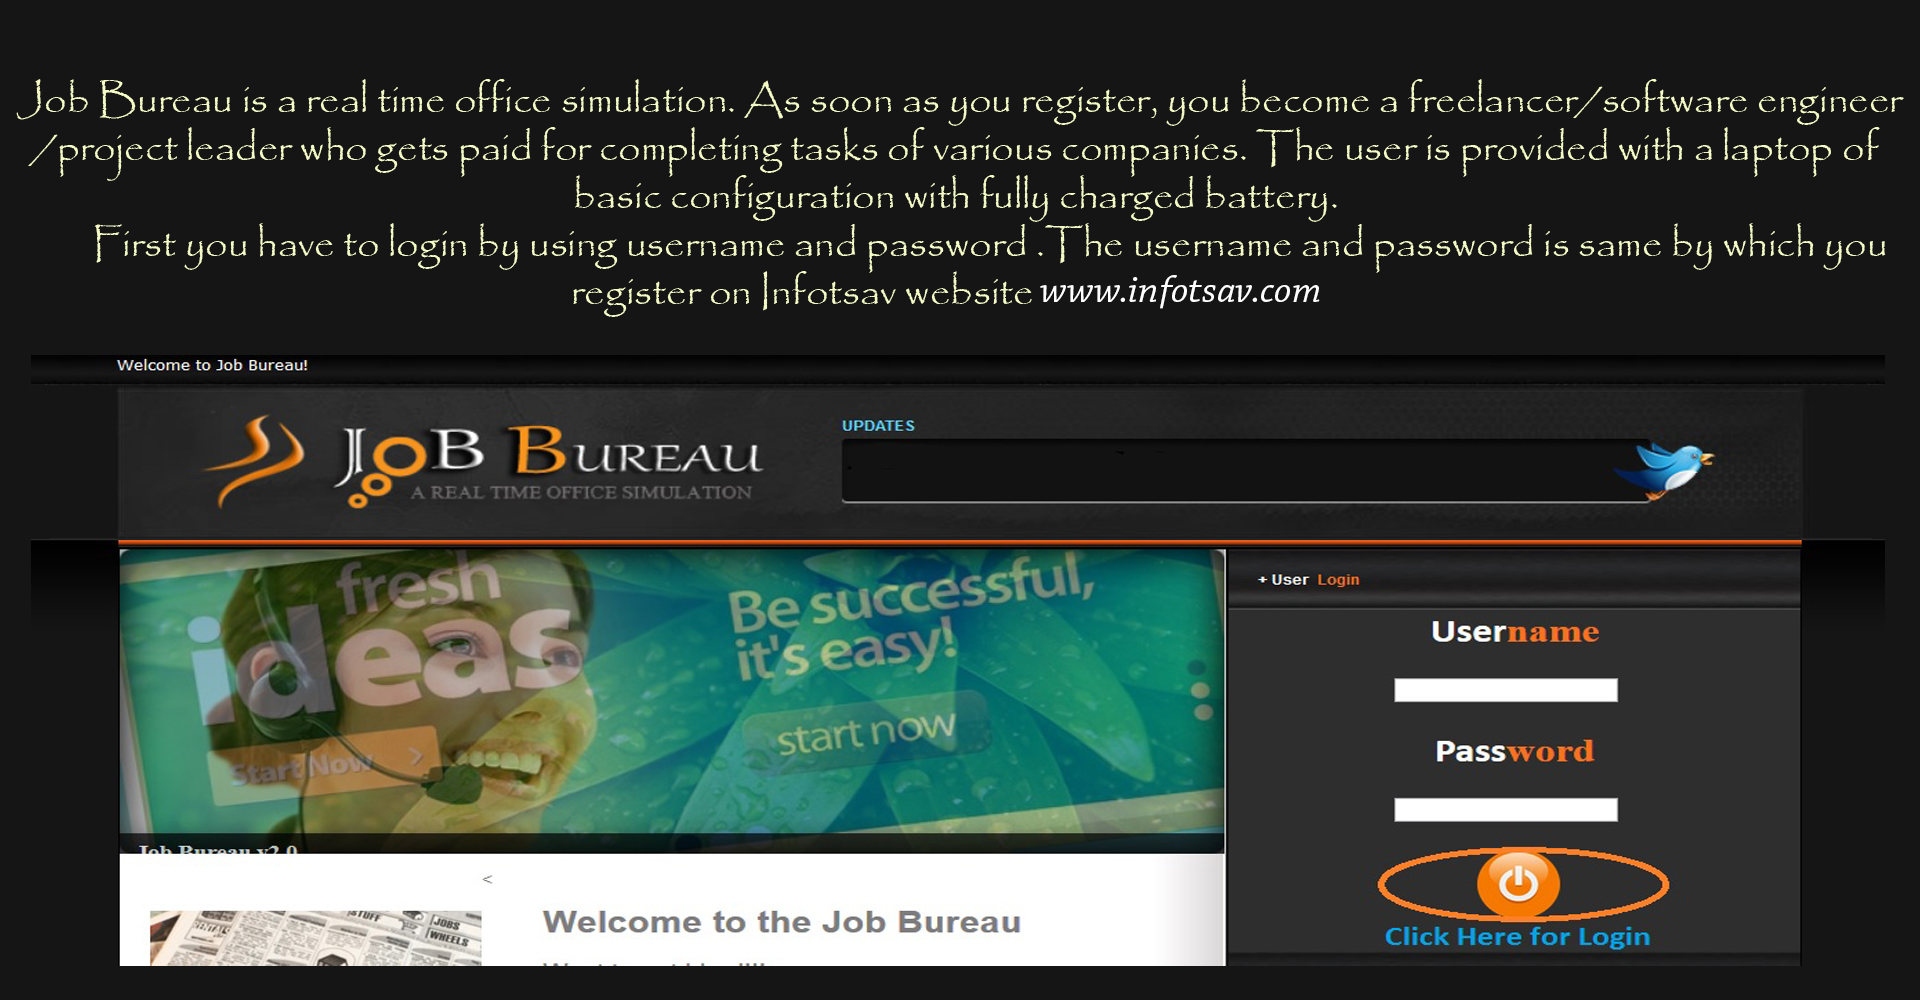 Job Bureau is a real time office simulation. As soon as you register, you become a freelancer/software engineer
/project leader who gets paid for completing tasks of various companies. The user is provided with a laptop of
basic configuration with fully charged battery.
First you have to login by using username and password .The username and password is same by which you
register on Infotsav website www.infotsav.com
Welcome to Job Bureau!
JOB BUREAU
A REAL TIME OFFICE SIMULATION
UPDATES
fresh
ideas
Start Now >
Be successful,
it's easy!
start now
Job Bureau v2.0
+ User Login
Username
Password
Click Here for Login
<
STUFF
JOBS
WHEELS
Welcome to the Job Bureau